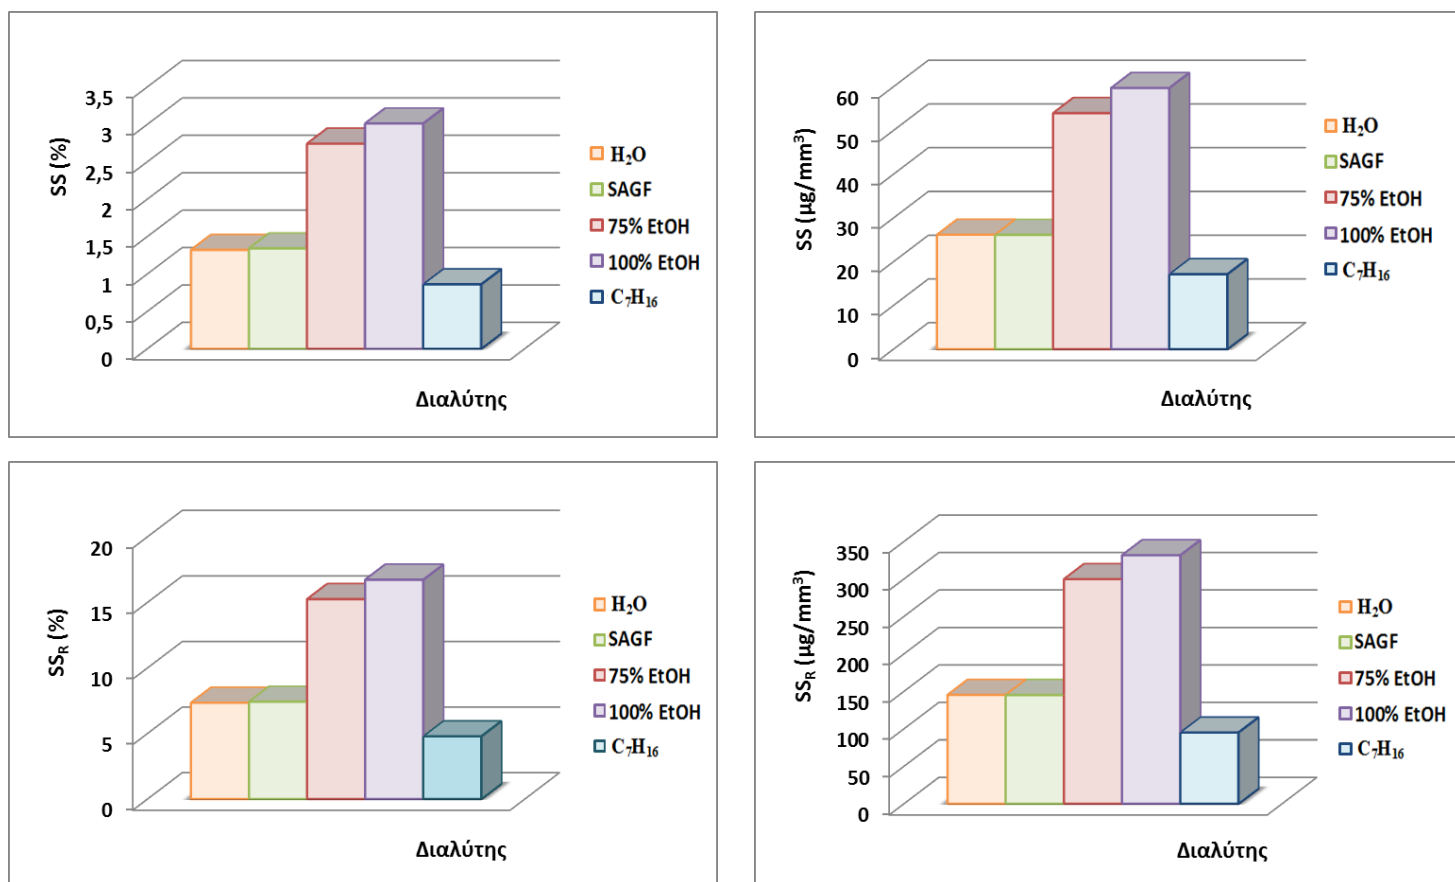 SS (%)
3,5
3
2,5
2
1,5
1
0,5
0
H₂O
SAGF
75% EtOH
100% EtOH
C₇H₁₆
Διαλύτης
SS (μg/mm³)
60
50
40
30
20
10
0
H₂O
SAGF
75% EtOH
100% EtOH
C₇H₁₆
Διαλύτης
SS_R (%)
20
15
10
5
0
H₂O
SAGF
75% EtOH
100% EtOH
C₇H₁₆
Διαλύτης
SS_R (μg/mm³)
350
300
250
200
150
100
50
0
H₂O
SAGF
75% EtOH
100% EtOH
C₇H₁₆
Διαλύτης